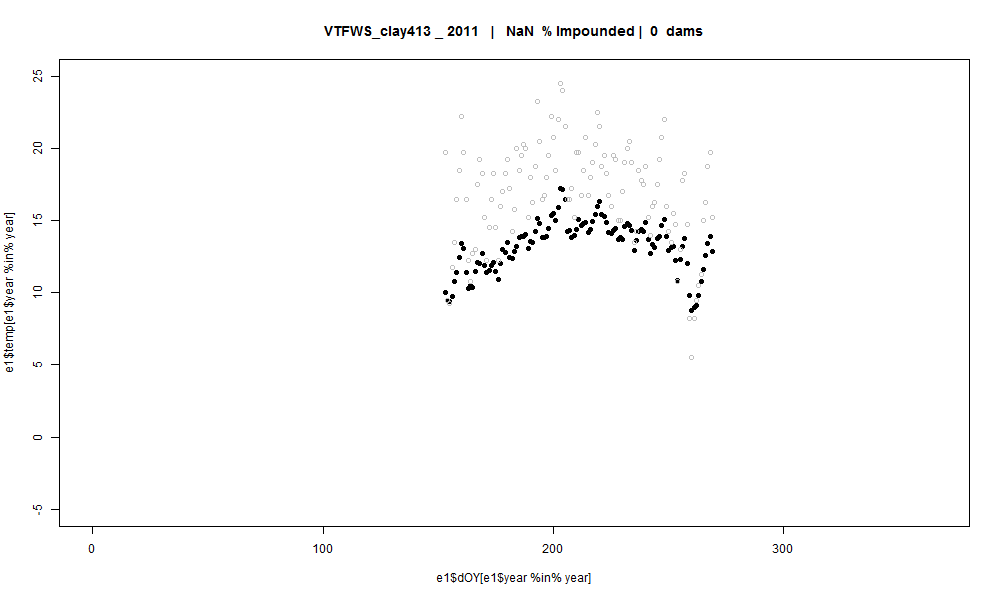 VTFWS_clay413 _ 2011 | NaN % Impounded | 0 dams
25
20
15
10
5
0
-5
e1$temp[e1$year %in% year]
0 100 200 300
e1$dOY[e1$year %in% year]